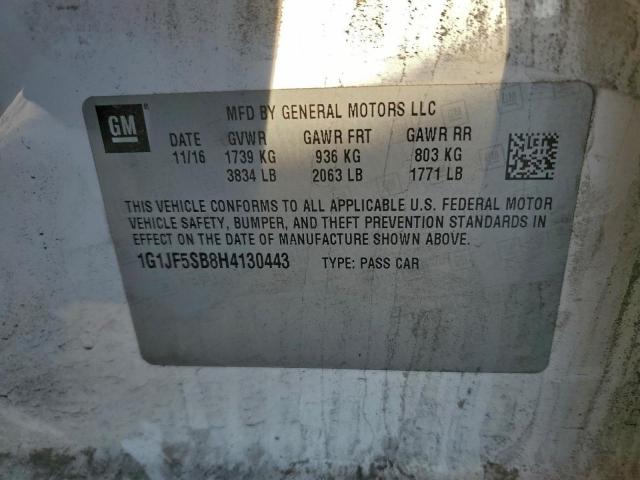 GM
MFD BY GENERAL MOTORS LLC
DATE GVWR GAWR FRT GAWR RR
11/16 1739 KG 936 KG 803 KG
3834 LB 2063 LB 1771 LB
THIS VEHICLE CONFORMS TO ALL APPLICABLE U.S. FEDERAL MOTOR
VEHICLE SAFETY, BUMPER, AND THEFT PREVENTION STANDARDS IN
EFFECT ON THE DATE OF MANUFACTURE SHOWN ABOVE.
1G1JF5SB8H4130443 TYPE: PASS CAR